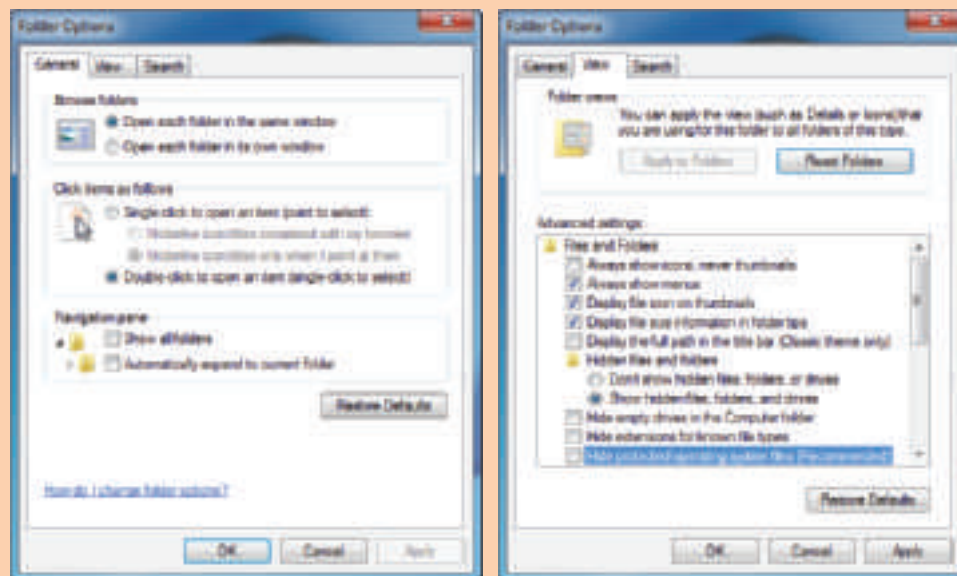 Folder Options
General View Search
Browse folders
Open each folder in the same window
Open each folder in its own window
Click items as follows
Single-click to open an item (point to select)
Double-click to open an item (single-click to select)
Navigation pane
Show all folders
Automatically expand to current folder
Restore Defaults
How do I change folder options?
OK Cancel Apply
Folder Options
General View Search
Folder views
You can apply the view (such as Details or Icons) that
you are using for this folder to all folders of this type.
Apply to Folders Reset Folders
Advanced settings:
Files and Folders
Always show icons, never thumbnails
Always show menus
Display file icon on thumbnails
Display file size information in folder tips
Display the full path in the title bar (Classic theme only)
Hidden files and folders
Don't show hidden files, folders, or drives
Show hidden files, folders, and drives
Hide empty drives in the Computer folder
Hide extensions for known file types
Hide protected operating system files (Recommended)
Restore Defaults
OK Cancel Apply